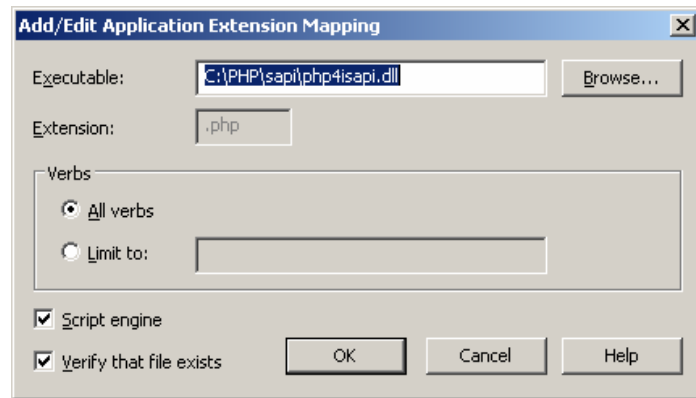 Add/Edit Application Extension Mapping
Executable: C:\PHP\sapi\php4isapi.dll Browse...
Extension: .php
Verbs
All verbs
Limit to:
Script engine
Verify that file exists OK Cancel Help